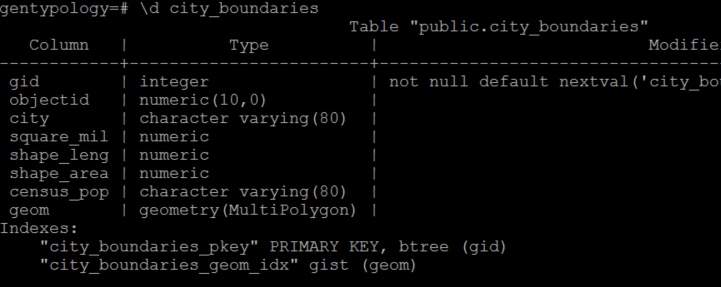 gentypology=# \d city_boundaries
Table "public.city_boundaries"
Column | Type | Modifie
------------+------------------------+-----------------------------------
gid | integer | not null default nextval('city_bou
objectid | numeric(10,0) |
city | character varying(80) |
square_mil | numeric |
shape_leng | numeric |
shape_area | numeric |
census_pop | character varying(80) |
geom | geometry(MultiPolygon) |
Indexes:
"city_boundaries_pkey" PRIMARY KEY, btree (gid)
"city_boundaries_geom_idx" gist (geom)